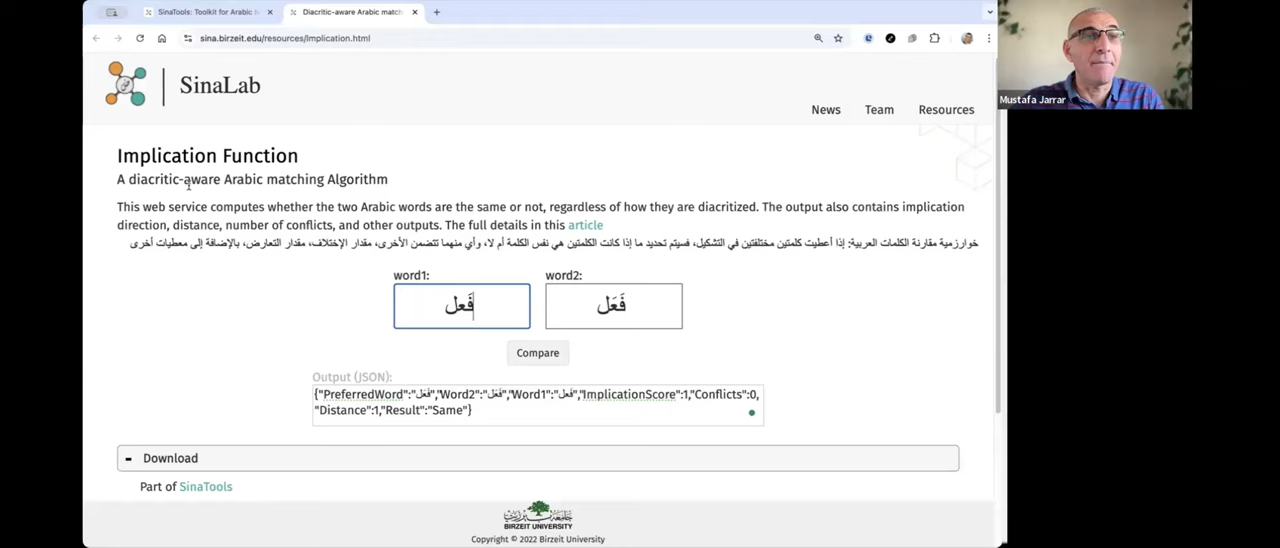 SinaTools: Toolkit for Arabic
Diacritic-aware Arabic match
sina.birzeit.edu/resources/Implication.html
Mustafa Jarrar
SinaLab
News
Team
Resources
Implication Function
A diacritic-aware Arabic matching Algorithm
This web service computes whether the two Arabic words are the same or not, regardless of how they are diacritized. The output also contains implication
direction, distance, number of conflicts, and other outputs. The full details in this article
خوارزمية مقارنة الكلمات العربية: إذا أعطيت كلمتين مختلفتين في التشكيل، فسيتم تحديد ما إذا كانت الكلمتين هي نفس الكلمة أم لا، وأي منهما تتضمن الأخرى، مقدار الإختلاف، مقدار التعارض، بالإضافة إلى معطيات أخرى
word1:
word2:
فَعل
فَعَل
Compare
Output (JSON):
{"PreferredWord":"فَعَل","Word2":"فَعَل","Word1":"فعل","ImplicationScore":1,"Conflicts":0,
"Distance":1,"Result":"Same"}
Download
Part of SinaTools
BIRZEIT UNIVERSITY
Copyright © 2022 Birzeit University